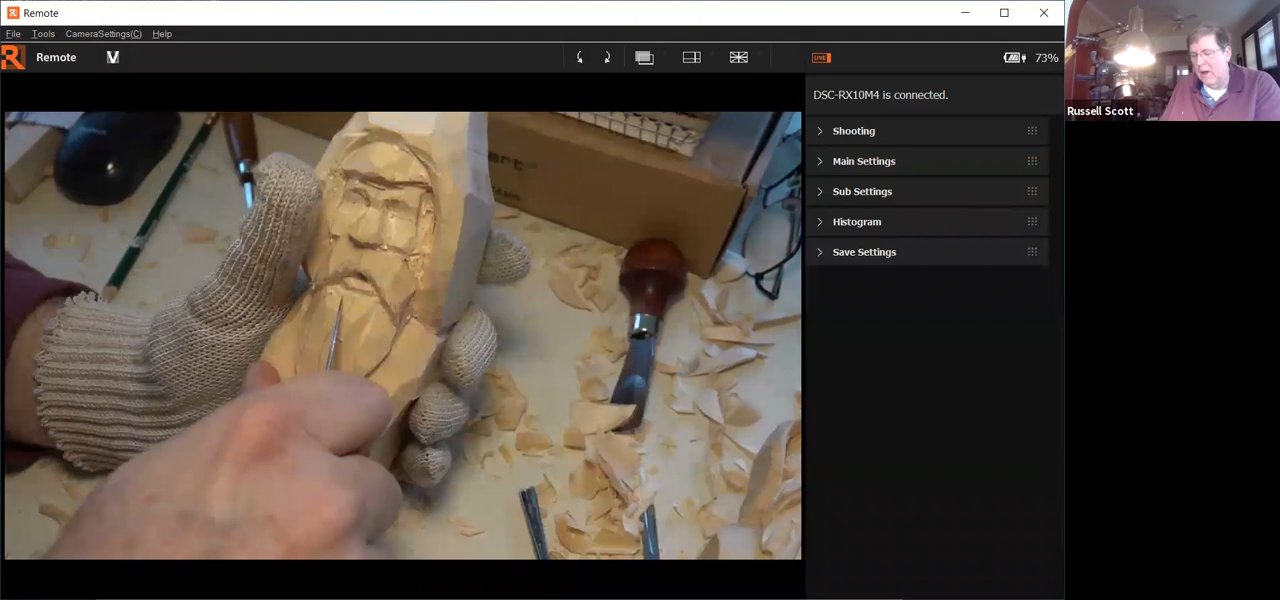 Remote
File Tools CameraSettings(C) Help
Remote
LIVE
73%
DSC-RX10M4 is connected.
Shooting
Main Settings
Sub Settings
Histogram
Save Settings
Russell Scott